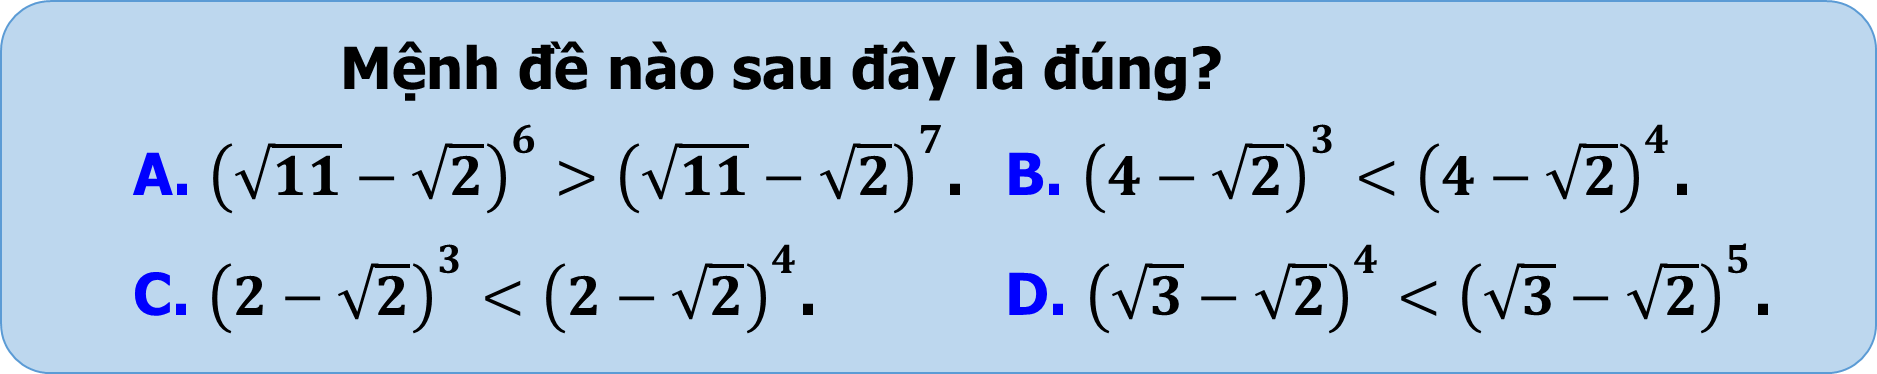 Mệnh đề nào sau đây là đúng?
A. (√11 − √2)⁶ > (√11 − √2)⁷. B. (4 − √2)³ < (4 − √2)⁴.
C. (2 − √2)³ < (2 − √2)⁴. D. (√3 − √2)⁴ < (√3 − √2)⁵.